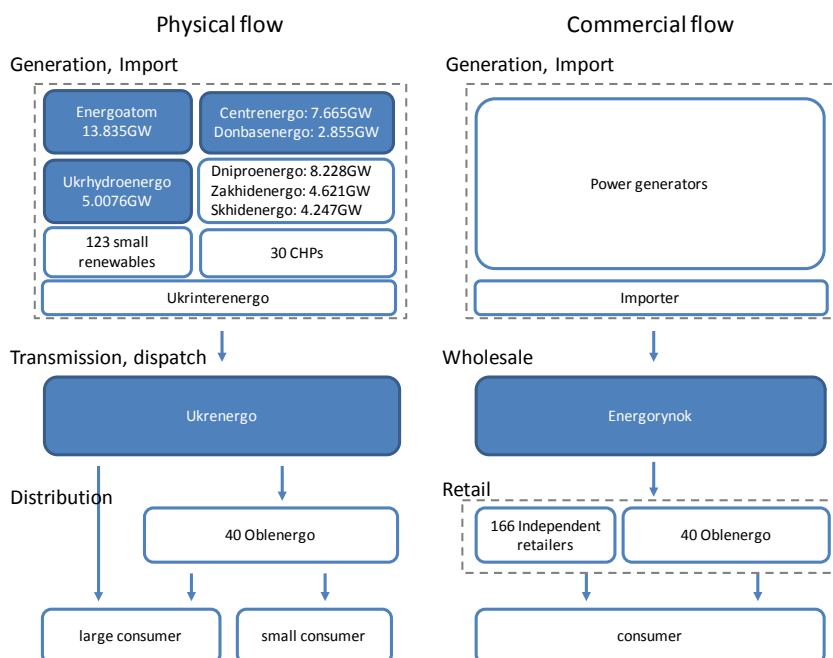 Physical flow
Generation, Import
Energoatom
13.835GW
Centrenergo: 7.665GW
Donbasenergo: 2.855GW
Ukrhydroenergo
5.0076GW
Dniproenergo: 8.228GW
Zakhidenergo: 4.621GW
Skhidenergo: 4.247GW
123 small
renewables
30 CHPs
Ukrinterenergo
Transmission, dispatch
Ukrenergo
Distribution
40 Oblenergo
large consumer
small consumer
Commercial flow
Generation, Import
Power generators
Importer
Wholesale
Energorynok
Retail
166 Independent
retailers
40 Oblenergo
consumer